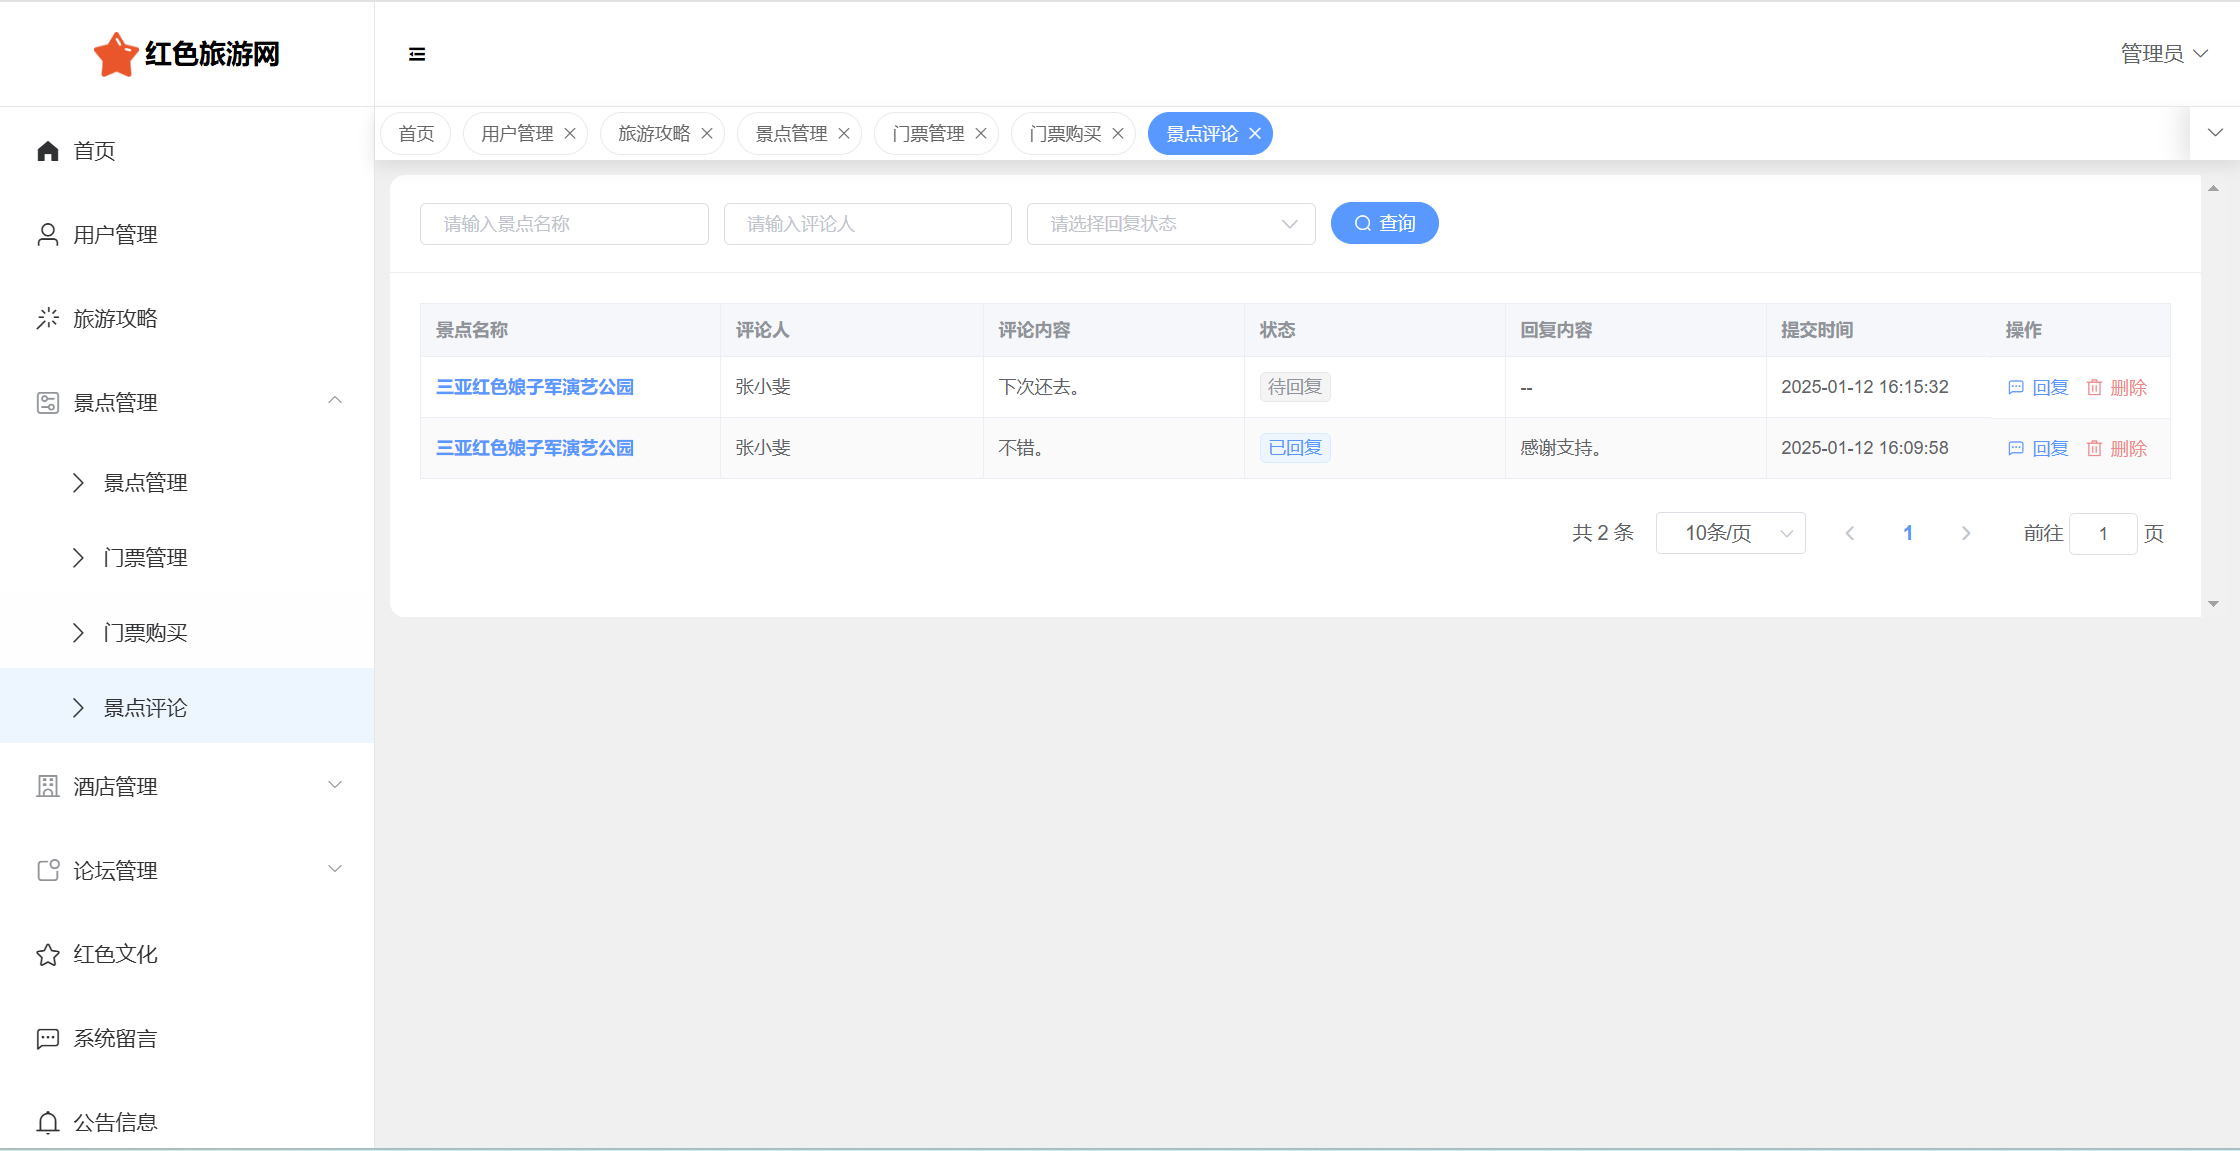 红色旅游网
管理员
首页
用户管理
旅游攻略
景点管理
景点管理
门票管理
门票购买
景点评论
酒店管理
论坛管理
红色文化
系统留言
公告信息
首页 用户管理 旅游攻略 景点管理 门票管理 门票购买 景点评论
请输入景点名称 请输入评论人 请选择回复状态 查询
景点名称 评论人 评论内容 状态 回复内容 提交时间 操作
三亚红色娘子军演艺公园 张小斐 下次还去。 待回复 -- 2025-01-12 16:15:32 回复 删除
三亚红色娘子军演艺公园 张小斐 不错。 已回复 感谢支持。 2025-01-12 16:09:58 回复 删除
共 2 条 10条/页 1 前往 1 页